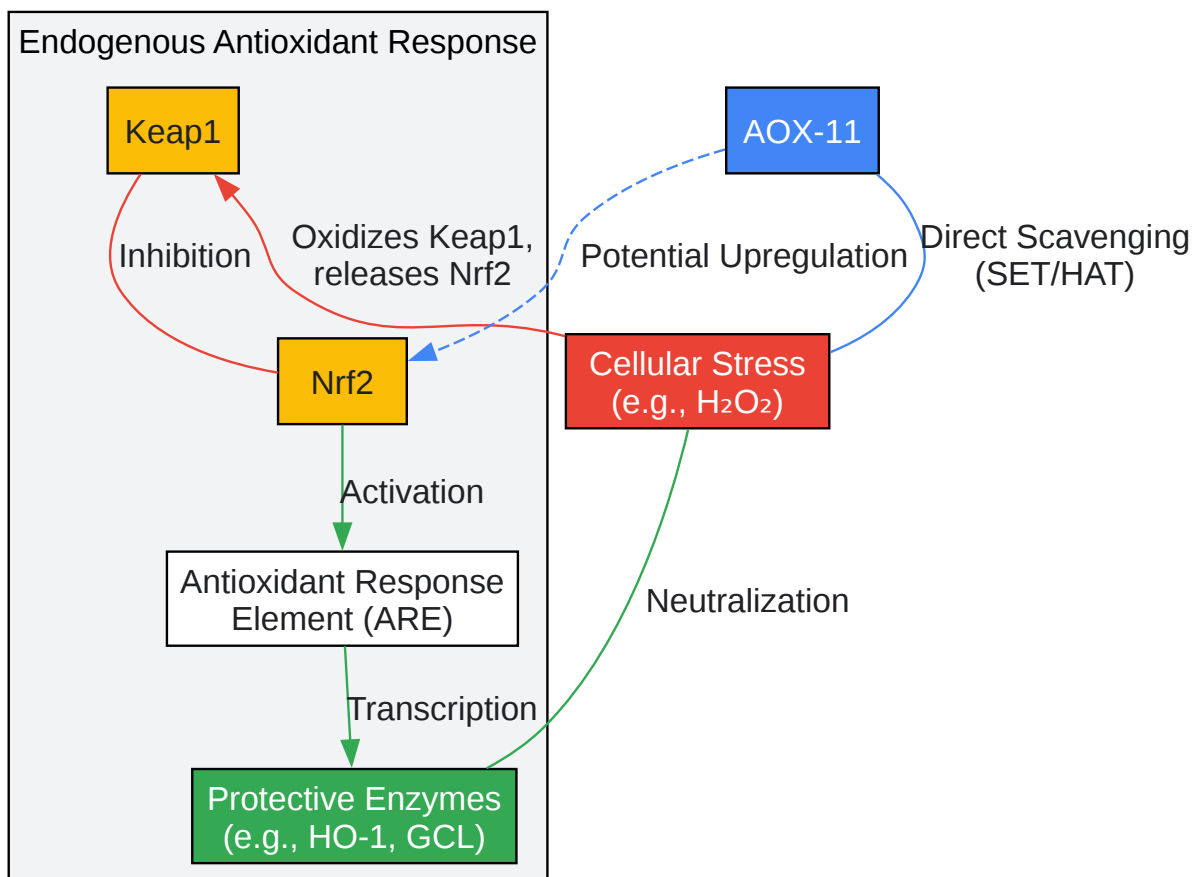 Endogenous Antioxidant Response
Keap1
AOX-11
Inhibition
Oxidizes Keap1,
releases Nrf2
Potential Upregulation
Direct Scavenging
(SET/HAT)
Nrf2
Cellular Stress
(e.g., H₂O₂)
Activation
Antioxidant Response
Element (ARE)
Neutralization
Transcription
Protective Enzymes
(e.g., HO-1, GCL)